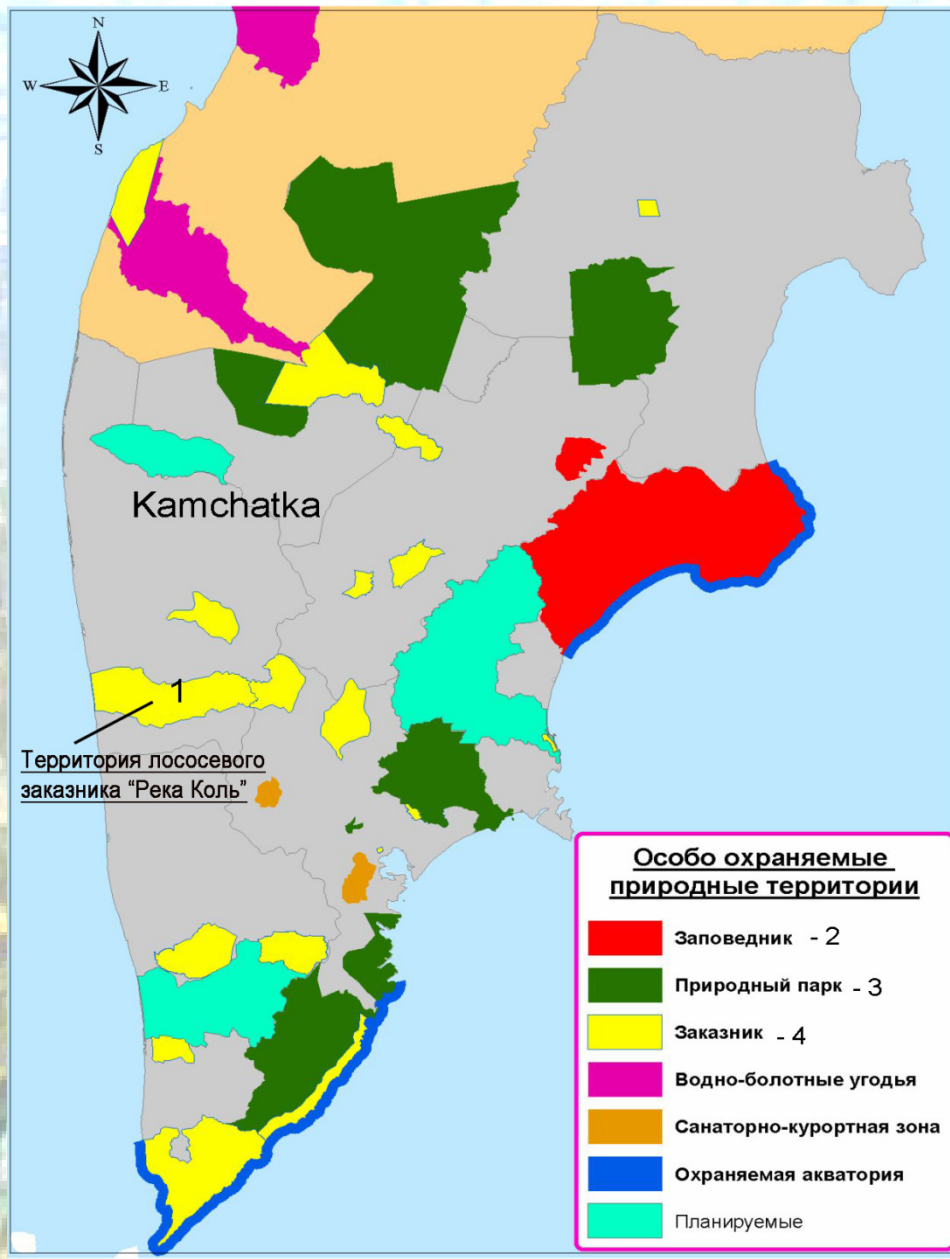 N
W
E
S
Kamchatka
1
Территория лососевого
заказника “Река Коль”
Особо охраняемые
природные территории
Заповедник - 2
Природный парк - 3
Заказник - 4
Водно-болотные угодья
Санаторно-курортная зона
Охраняемая акватория
Планируемые